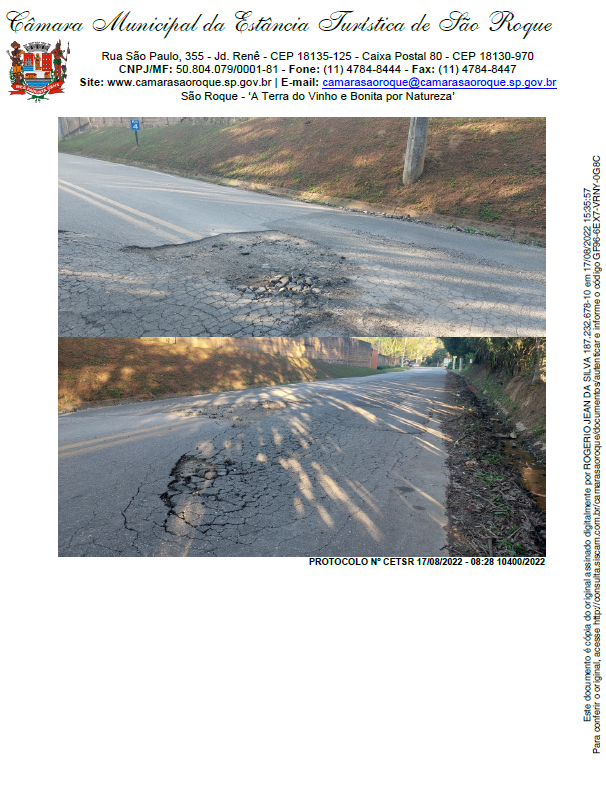 Câmara Municipal da Estância Turística de São Roque
Rua São Paulo, 355 - Jd. Renê - CEP 18135-125 - Caixa Postal 80 - CEP 18130-970
CNPJ/MF: 50.804.079/0001-81 - Fone: (11) 4784-8444 - Fax: (11) 4784-8447
Site: www.camarasaoroque.sp.gov.br | E-mail: camarasaoroque@camarasaoroque.sp.gov.br
São Roque - 'A Terra do Vinho e Bonita por Natureza'
4
PROTOCOLO Nº CETSR 17/08/2022 - 08:28 10400/2022
Este documento é cópia do original assinado digitalmente por ROGERIO JEAN DA SILVA 187.232.678-10 em 17/08/2022 15:35:57
Para conferir o original, acesse http://consulta.siscam.com.br/camarasaoroque/documentos/autenticar e informe o código GF96-6EX7-VRNY-0G8C